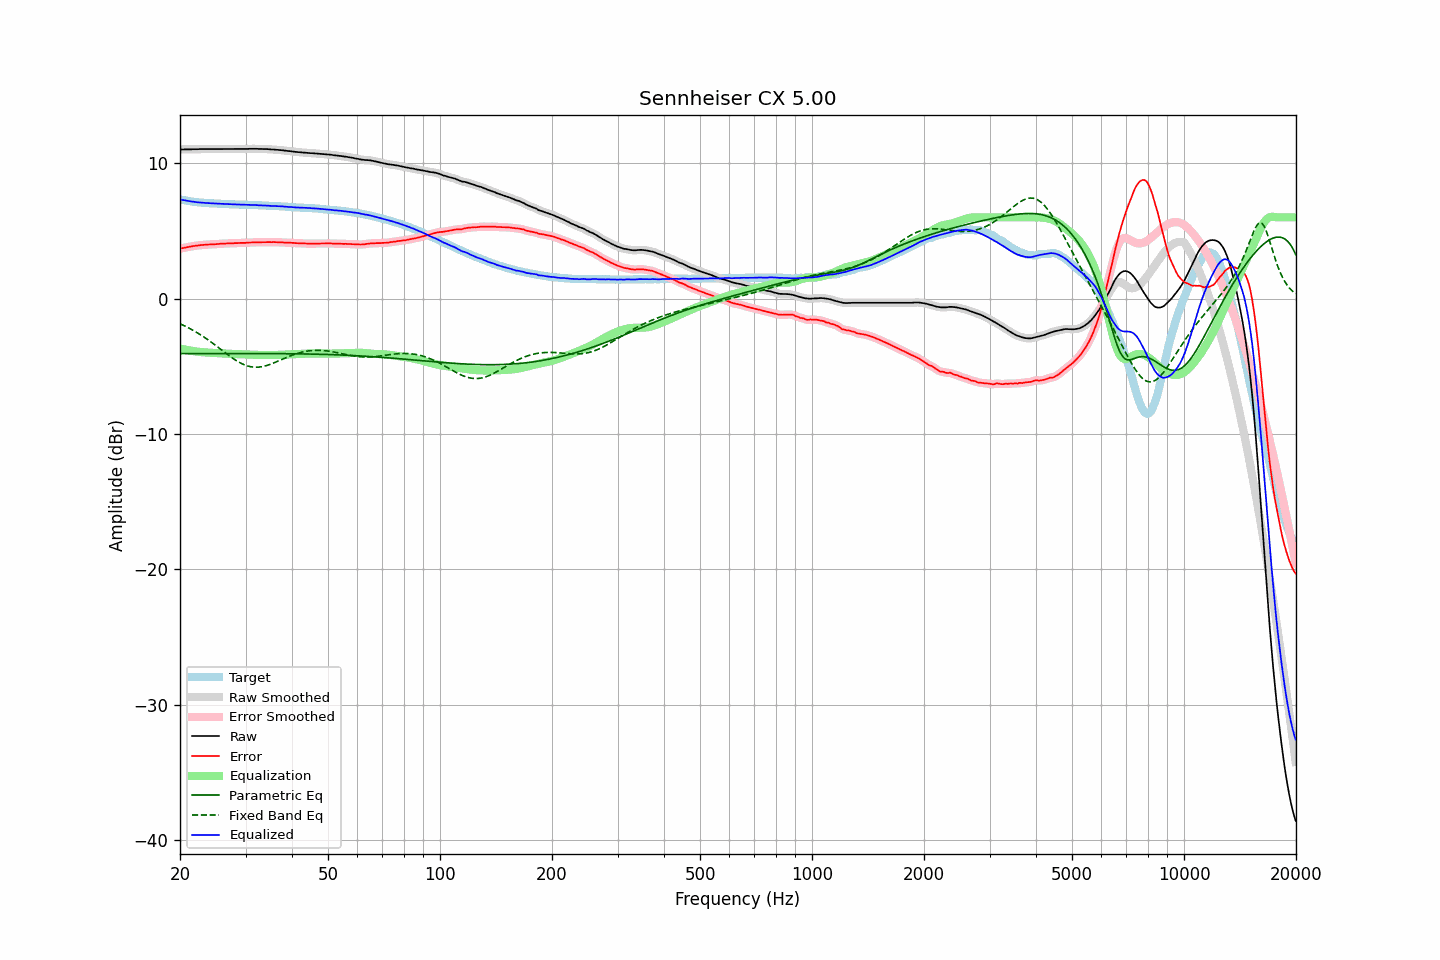 Sennheiser CX 5.00
Amplitude (dBr)
10
0
−10
−20
−30
−40
Target
Raw Smoothed
Error Smoothed
Raw
Error
Equalization
Parametric Eq
Fixed Band Eq
Equalized
20 50 100 200 500 1000 2000 5000 10000 20000
Frequency (Hz)